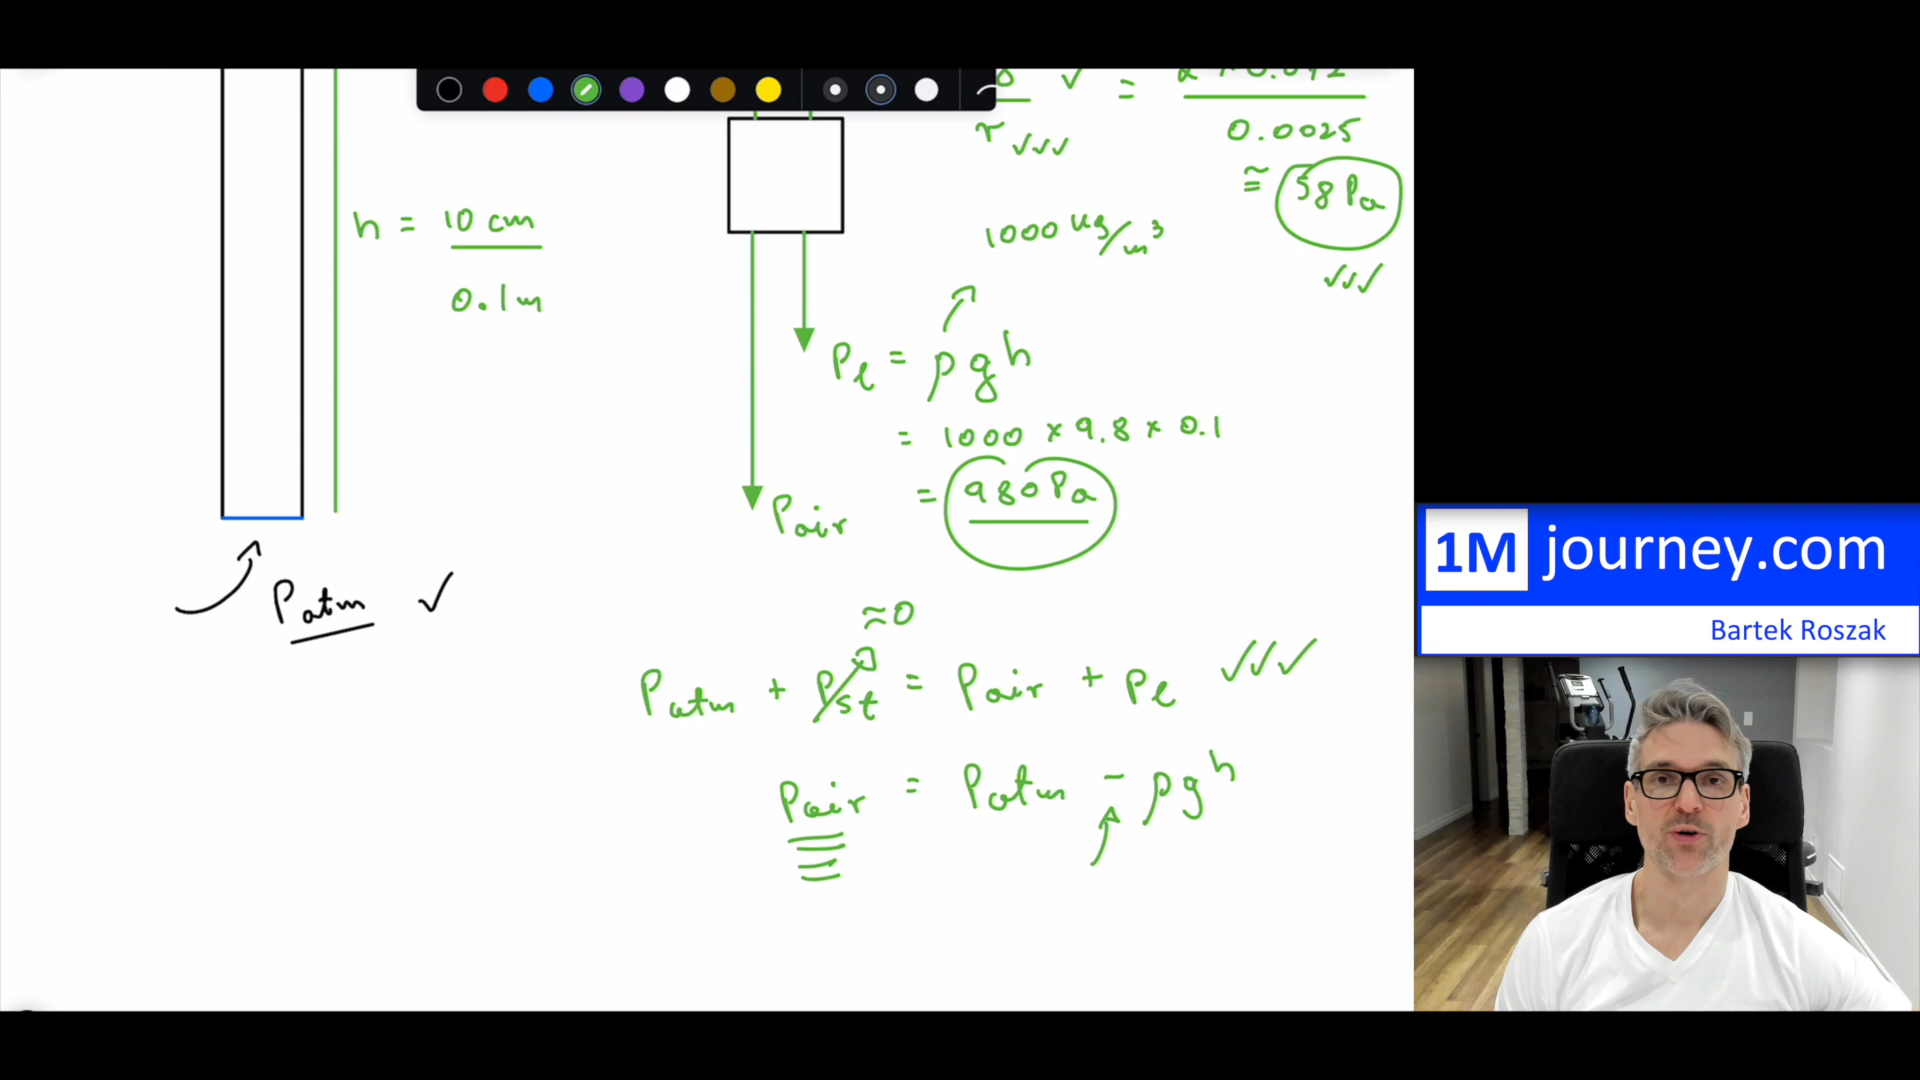 r ✓✓✓
✓ =
0.0025
≅ 58 Pa
✓✓✓
h = 10 cm
0.1 m
1000 kg/m³
Pℓ = ρgh
= 1000 × 9.8 × 0.1
= 980 Pa
Pair
Patm ✓
≈0
Patm + Pst = Pair + Pℓ ✓✓✓
Pair = Patm - ρgh
1M journey.com
Bartek Roszak